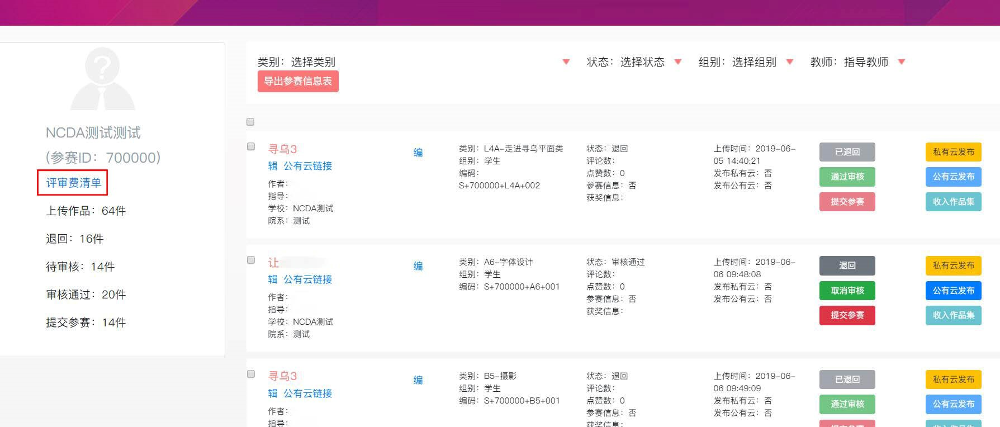 NCDA测试测试
(参赛ID：700000)
评审费清单
上传作品：64件
退回：16件
待审核：14件
审核通过：20件
提交参赛：14件
类别：选择类别
状态：选择状态
组别：选择组别
教师：指导教师
导出参赛信息表
寻乌3
编
辑 公有云链接
作者：
指导：
学校：NCDA测试
院系：测试
类别：L4A-走进寻乌平面类
组别：学生
编码：
S+700000+L4A+002
状态：退回
评论数：
点赞数：0
参赛信息：否
获奖信息：
上传时间：2019-06-
05 14:40:21
发布私有云：否
发布公有云：否
已退回
通过审核
提交参赛
私有云发布
公有云发布
收入作品集
让
编
辑 公有云链接
作者：
指导：
学校：NCDA测试
院系：测试
类别：A6-字体设计
组别：学生
编码：S+700000+A6+001
状态：审核通过
评论数：
点赞数：0
参赛信息：否
获奖信息：
上传时间：2019-06-
06 09:48:08
发布私有云：否
发布公有云：否
退回
取消审核
提交参赛
私有云发布
公有云发布
收入作品集
寻乌3
编
辑 公有云链接
作者：
指导：
类别：B5-摄影
组别：学生
编码：S+700000+B5+001
状态：退回
评论数：
点赞数：0
参赛信息：否
获奖信息：
上传时间：2019-06-
06 09:49:09
发布私有云：否
发布公有云：否
已退回
通过审核
提交参赛
私有云发布
公有云发布
收入作品集